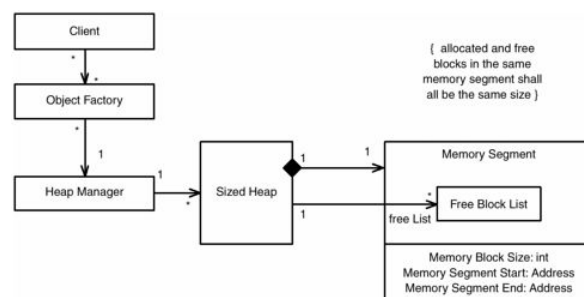 Client
*
*
{ allocated and free
blocks in the same
memory segment shall
all be the same size }
Object Factory
*
1
1
1
Memory Segment
Heap Manager
1
*
Sized Heap
1
*
Free Block List
free List
Memory Block Size: int
Memory Segment Start: Address
Memory Segment End: Address